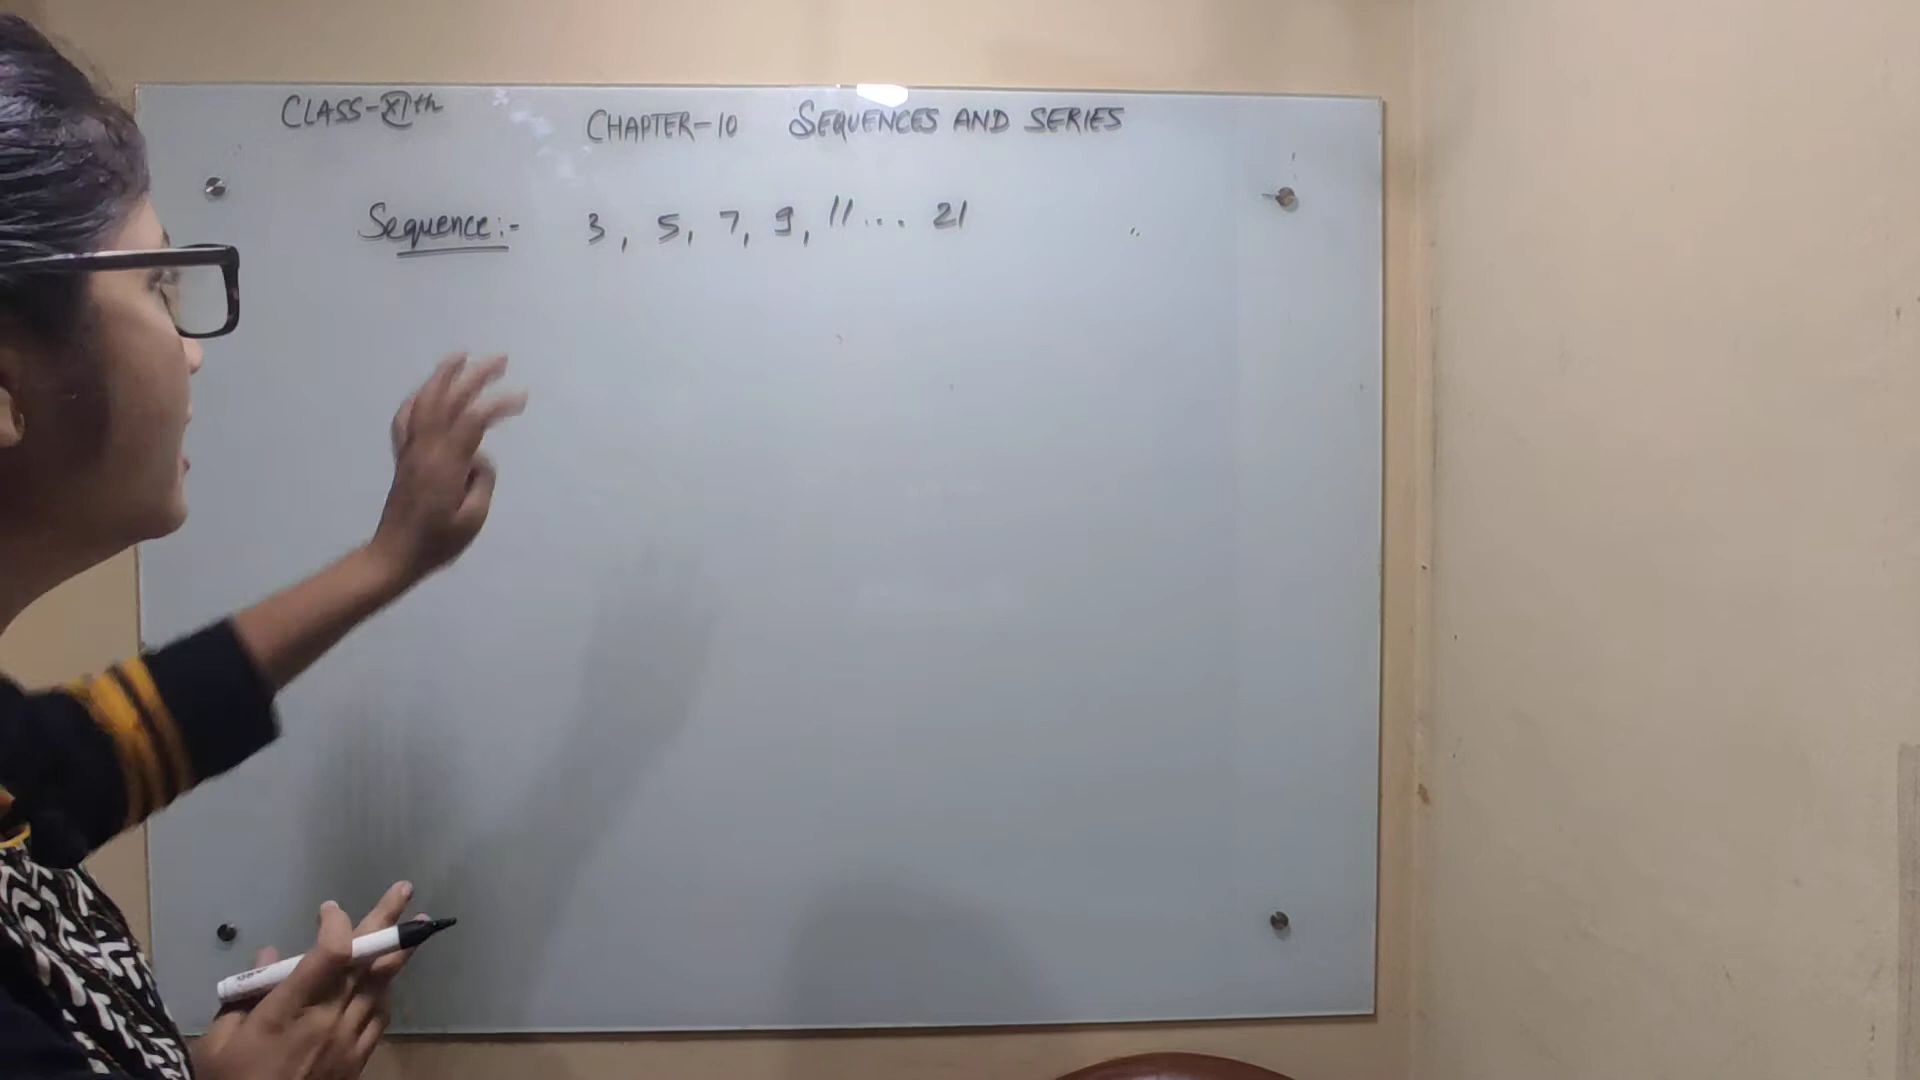 CLASS-XIth CHAPTER-10 SEQUENCES AND SERIES
Sequence:- 3, 5, 7, 9, 11... 21